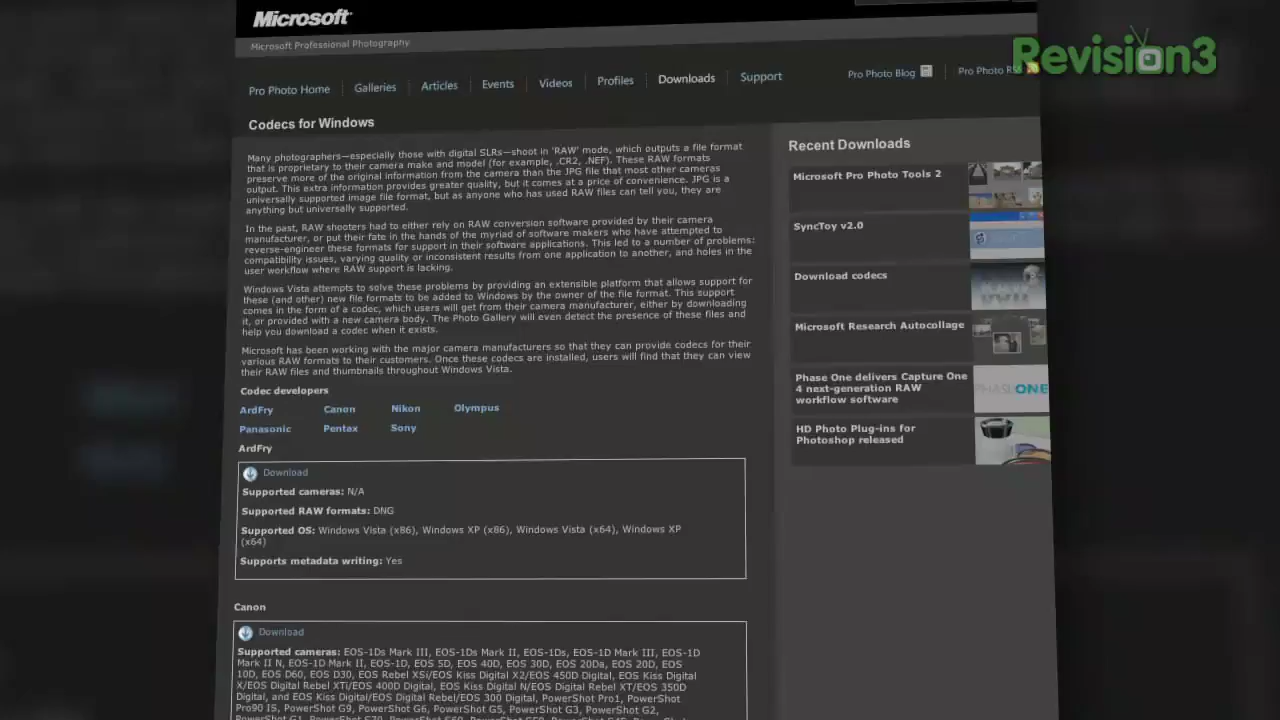 Microsoft
Microsoft Professional Photography
Revision3
Pro Photo Home
Galleries
Articles
Events
Videos
Profiles
Downloads
Support
Pro Photo Blog
Pro Photo RSS
Codecs for Windows
Many photographers—especially those with digital SLRs—shoot in 'RAW' mode, which outputs a file format
that is proprietary to their camera make and model (for example, .CR2, .NEF). These RAW formats
preserve more of the original information from the camera than the JPG file that most other cameras
output. This extra information provides greater quality, but it comes at a price of convenience. JPG is a
universally supported image file format, but as anyone who has used RAW files can tell you, they are
anything but universally supported.
In the past, RAW shooters had to either rely on RAW conversion software provided by their camera
manufacturer, or put their fate in the hands of the myriad of software makers who have attempted to
reverse-engineer these formats for support in their software applications. This led to a number of problems:
compatibility issues, varying quality or inconsistent results from one application to another, and holes in the
user workflow where RAW support is lacking.
Windows Vista attempts to solve these problems by providing an extensible platform that allows support for
these (and other) new file formats to be added to Windows by the owner of the file format. This support
comes in the form of a codec, which users will get from their camera manufacturer, either by downloading
it, or provided with a new camera body. The Photo Gallery will even detect the presence of these files and
help you download a codec when it exists.
Microsoft has been working with the major camera manufacturers so that they can provide codecs for their
various RAW formats to their customers. Once these codecs are installed, users will find that they can view
their RAW files and thumbnails throughout Windows Vista.
Codec developers
ArdFry Canon Nikon Olympus
Panasonic Pentax Sony
ArdFry
Download
Supported cameras: N/A
Supported RAW formats: DNG
Supported OS: Windows Vista (x86), Windows XP (x86), Windows Vista (x64), Windows XP
(x64)
Supports metadata writing: Yes
Canon
Download
Supported cameras: EOS-1Ds Mark III, EOS-1Ds Mark II, EOS-1Ds, EOS-1D Mark III, EOS-1D
Mark II N, EOS-1D Mark II, EOS-1D, EOS 5D, EOS 40D, EOS 30D, EOS 20Da, EOS 20D, EOS
10D, EOS D60, EOS D30, EOS Rebel XSi/EOS Kiss Digital X2/EOS 450D Digital, EOS Kiss Digital
X/EOS Digital Rebel XTi/EOS 400D Digital, EOS Kiss Digital N/EOS Digital Rebel XT/EOS 350D
Digital, and EOS Kiss Digital/EOS Digital Rebel/EOS 300 Digital, PowerShot Pro1, PowerShot
Pro90 IS, PowerShot G9, PowerShot G6, PowerShot G5, PowerShot G3, PowerShot G2,
Recent Downloads
Microsoft Pro Photo Tools 2
SyncToy v2.0
Download codecs
Microsoft Research Autocollage
Phase One delivers Capture One
4 next-generation RAW
workflow software
PHASEONE
HD Photo Plug-ins for
Photoshop released